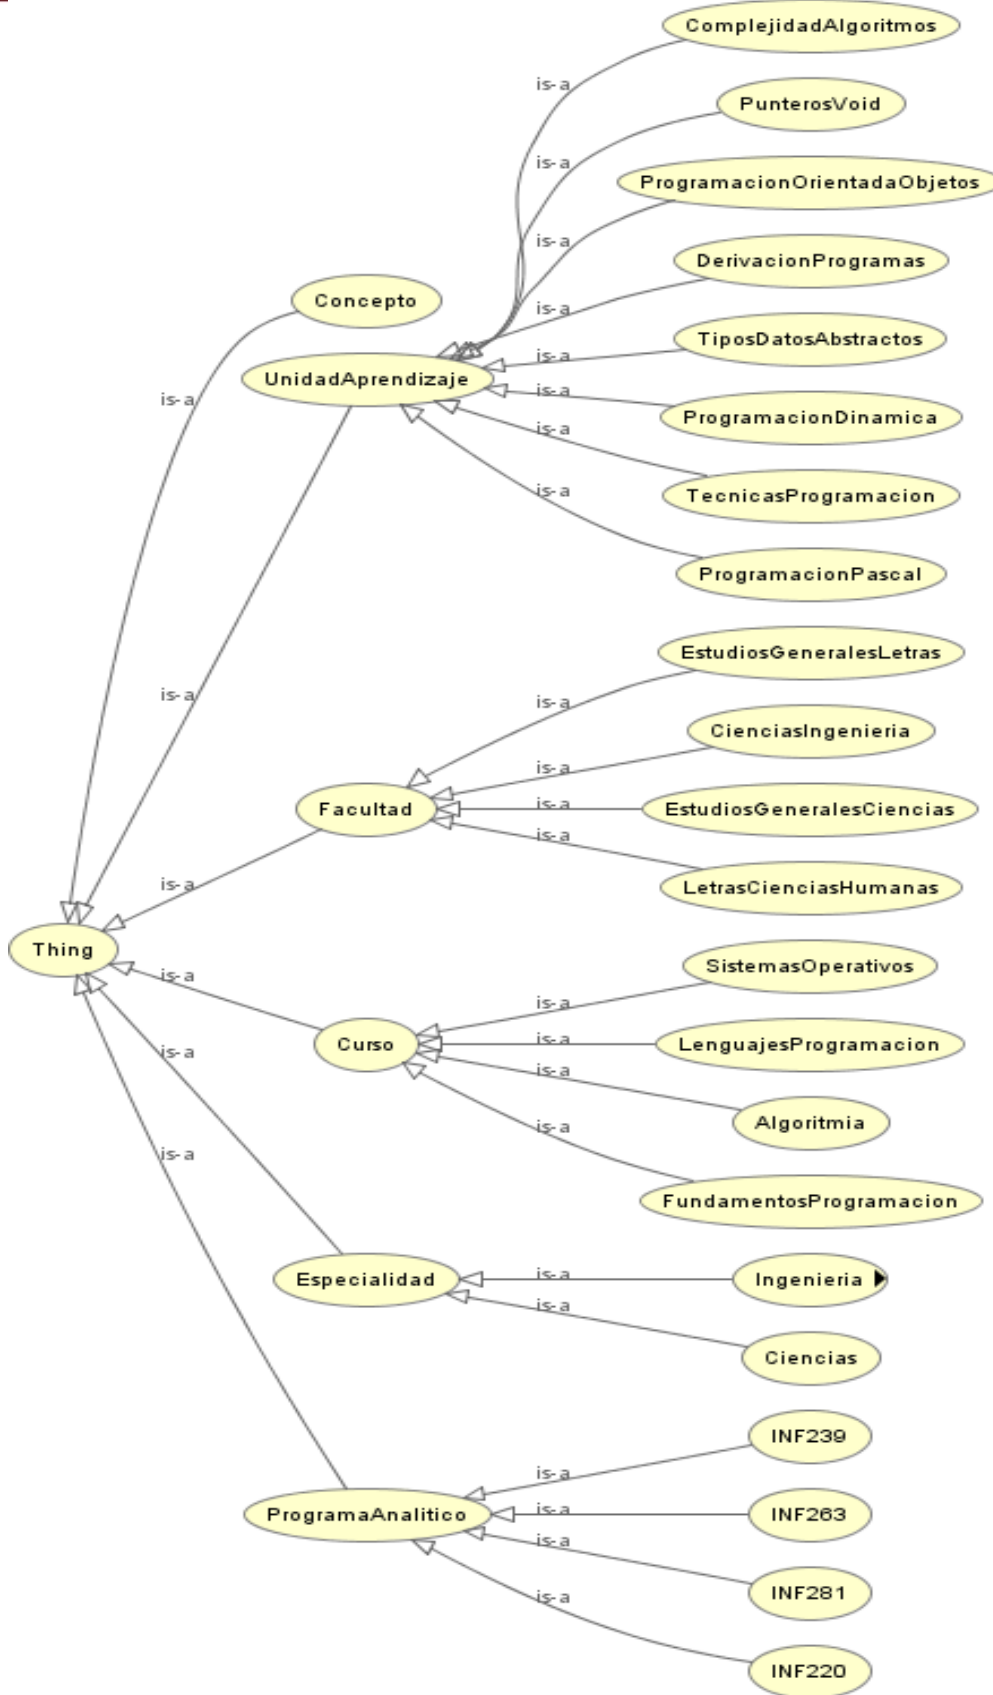 ComplejidadAlgoritmos
is-a
PunterosVoid
is-a
ProgramacionOrientadaObjetos
is-a
DerivacionProgramas
Concepto
is-a
TiposDatosAbstractos
is-a
UnidadAprendizaje
is-a
is-a
ProgramacionDinamica
is-a
is-a
TecnicasProgramacion
ProgramacionPascal
EstudiosGeneralesLetras
is-a
is-a
CienciasIngenieria
is-a
Facultad
is-a
EstudiosGeneralesCiencias
is-a
is-a
LetrasCienciasHumanas
Thing
is-a
SistemasOperativos
is-a
Curso
is-a
LenguajesProgramacion
is-a
is-a
Algoritmia
is-a
is-a
FundamentosProgramacion
Especialidad
is-a
Ingenieria
is-a
Ciencias
INF239
is-a
ProgramaAnalitico
is-a
INF263
is-a
INF281
is-a
INF220